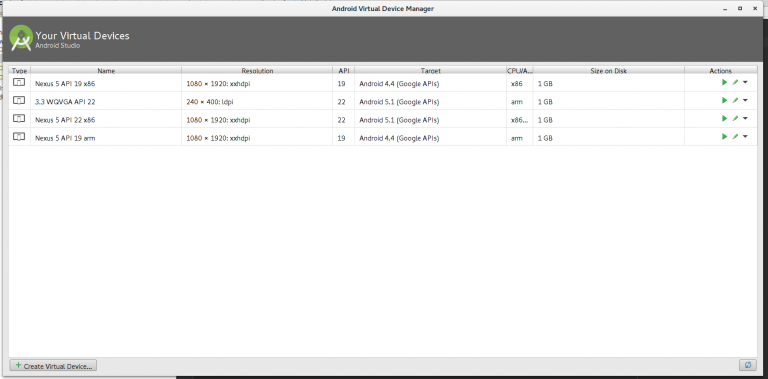 Android Virtual Device Manager
Your Virtual Devices
Android Studio
Type Name Resolution API Target CPU/A... Size on Disk Actions
Nexus 5 API 19 x86 1080 × 1920: xxhdpi 19 Android 4.4 (Google APIs) x86 1 GB
3.3 WQVGA API 22 240 × 400: ldpi 22 Android 5.1 (Google APIs) arm 1 GB
Nexus 5 API 22 x86 1080 × 1920: xxhdpi 22 Android 5.1 (Google APIs) x86... 1 GB
Nexus 5 API 19 arm 1080 × 1920: xxhdpi 19 Android 4.4 (Google APIs) arm 1 GB
Create Virtual Device...